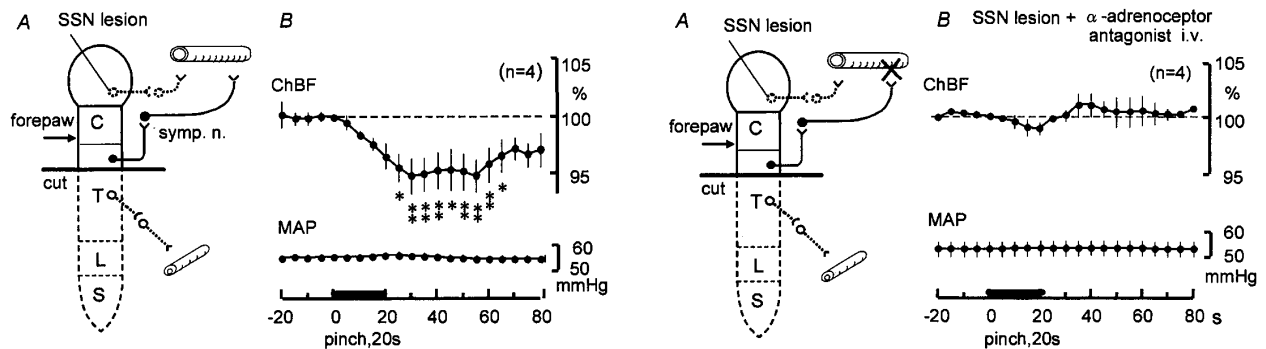 A
SSN lesion
C
forepaw
symp. n.
cut
T
L
S
B
ChBF
(n=4)
105
%
100
95
*
* * * * * *
* * * * *
MAP
60
50
mmHg
-20 0 20 40 60 80
pinch,20s
A
SSN lesion
C
forepaw
cut
T
L
S
B
SSN lesion + α-adrenoceptor
antagonist i.v.
ChBF
(n=4)
105
%
100
95
MAP
60
50
mmHg
-20 0 20 40 60 80 s
pinch,20s